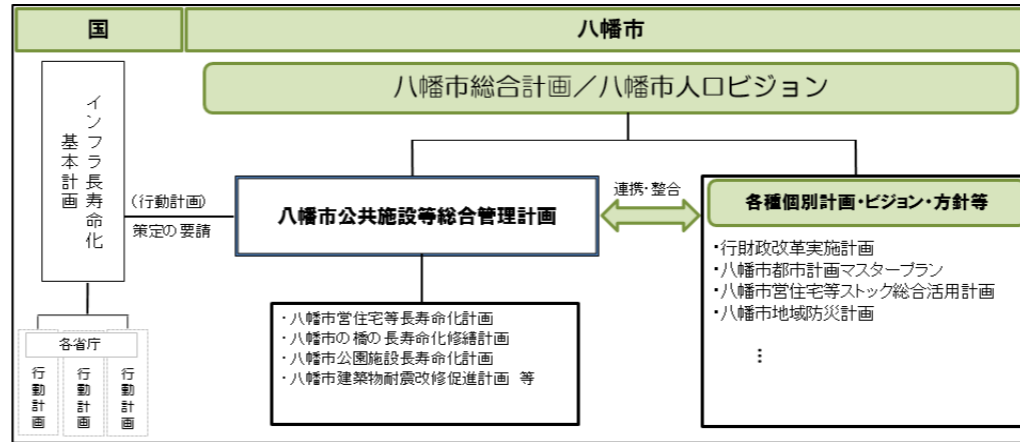 国
八幡市
八幡市総合計画／八幡市人口ビジョン
インフラ長寿命化
基本計画
(行動計画)
策定の要請
八幡市公共施設等総合管理計画
連携・整合
各種個別計画・ビジョン・方針等
・行財政改革実施計画
・八幡市都市計画マスタープラン
・八幡市営住宅等ストック総合活用計画
・八幡市地域防災計画
⋮
・八幡市営住宅等長寿命化計画
・八幡市の橋の長寿命化修繕計画
・八幡市公園施設長寿命化計画
・八幡市建築物耐震改修促進計画 等
各省庁
行動計画
行動計画
行動計画